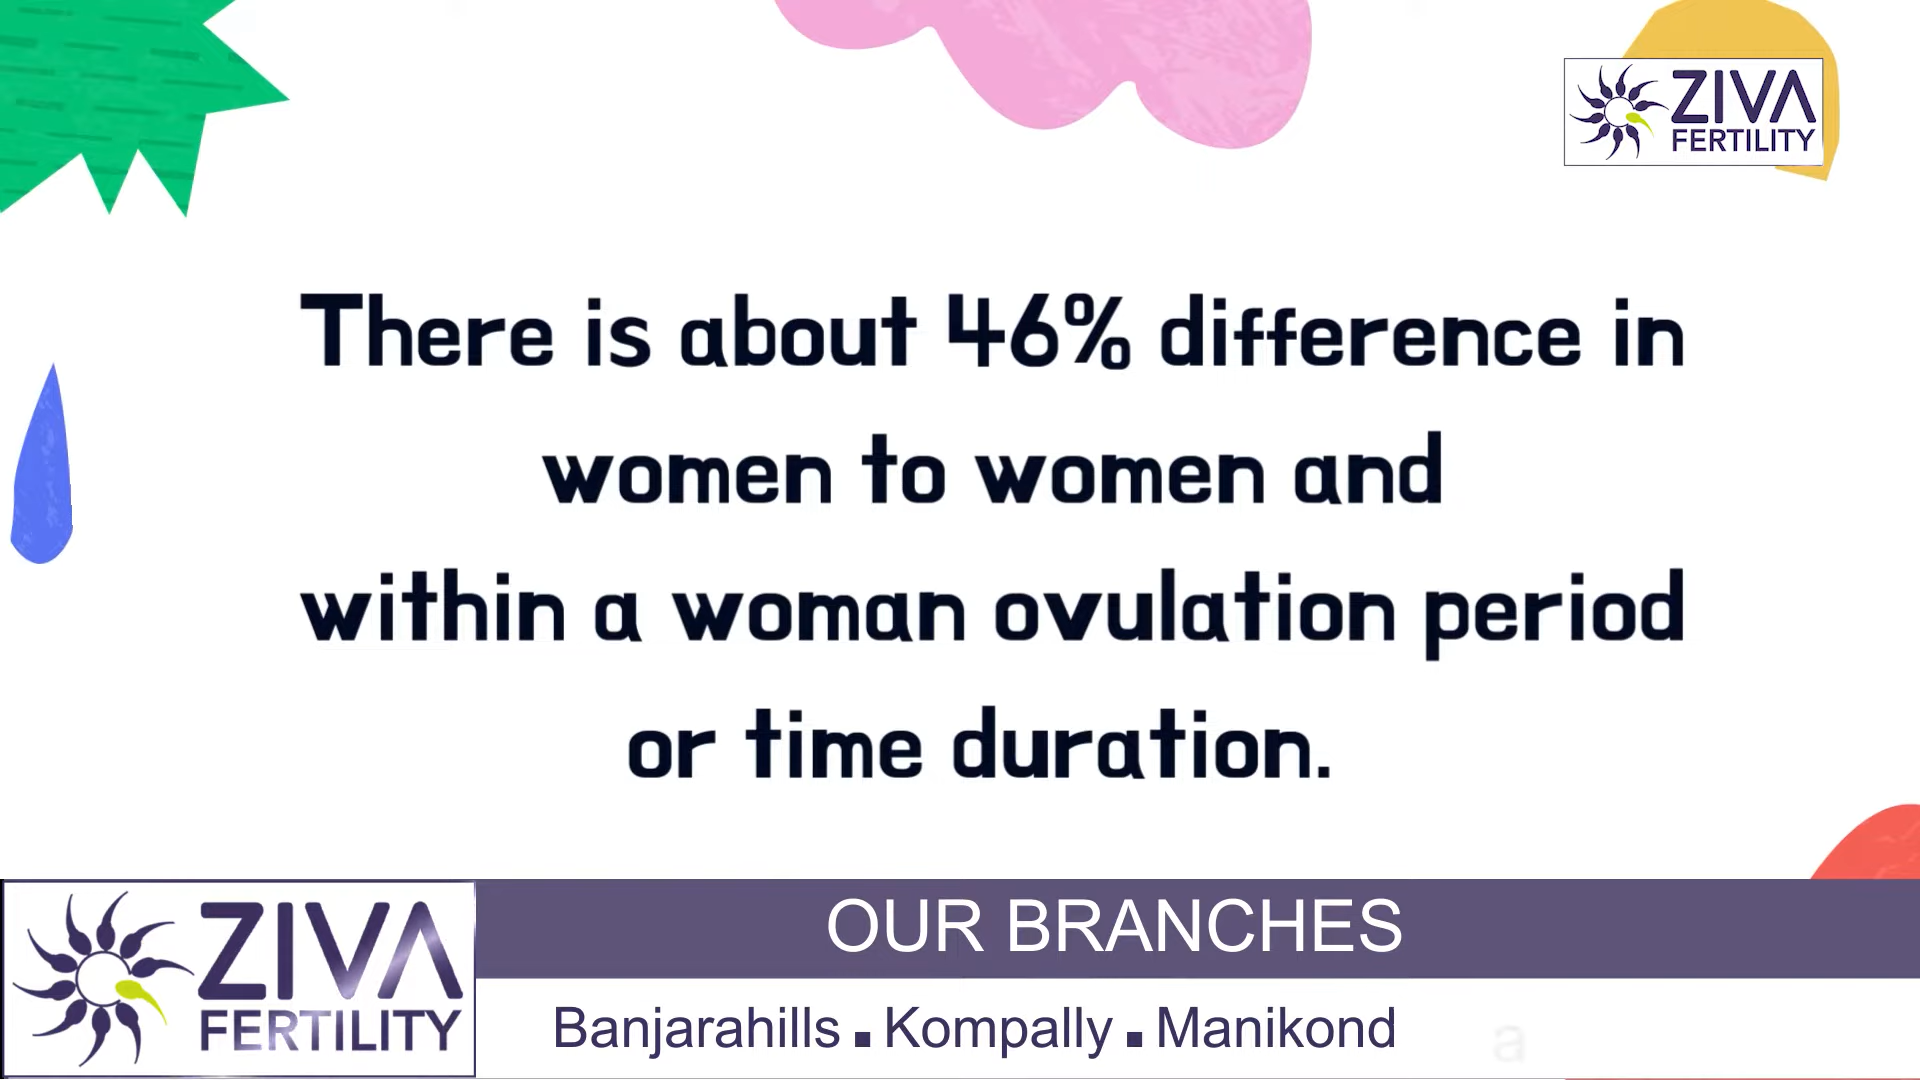 ZIVA
FERTILITY
There is about 46% difference in
women to women and
within a woman ovulation period
or time duration.
ZIVA
FERTILITY
OUR BRANCHES
Banjarahills ▪ Kompally ▪ Manikond a